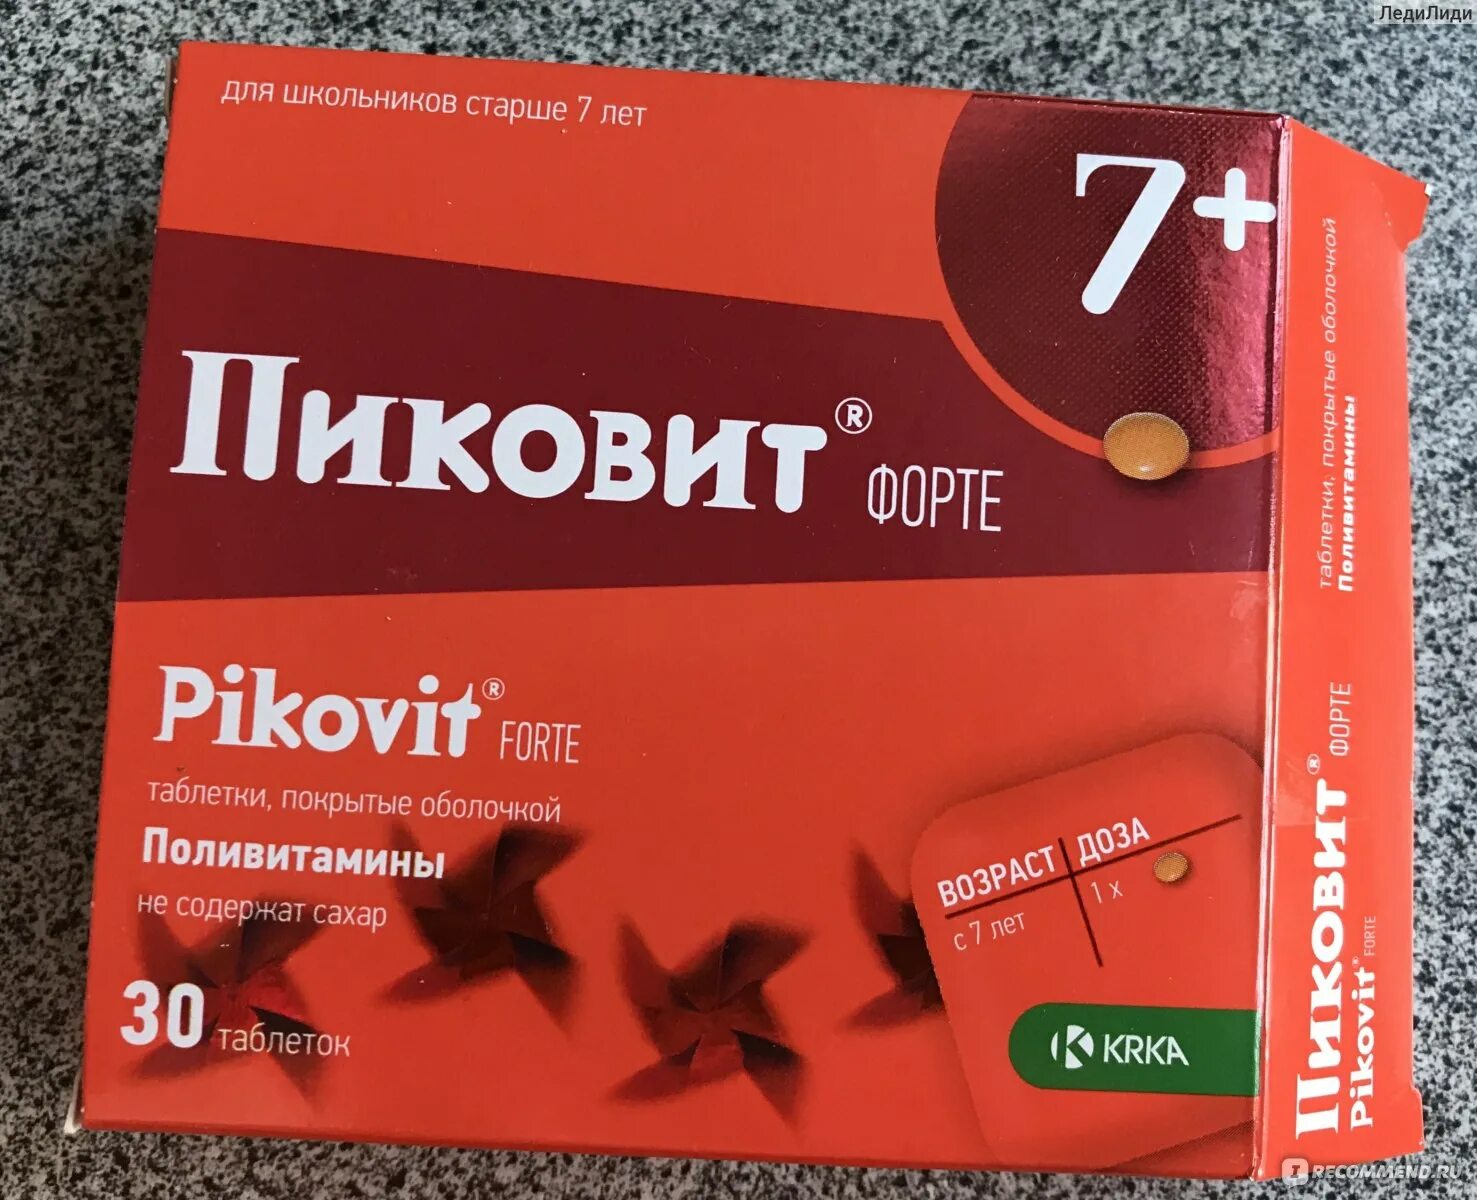 ЛедиЛиди
для школьников старше 7 лет
7+
Пиковит® ФОРТЕ
Pikovit® FORTE
таблетки, покрытые оболочкой
Поливитамины
не содержат сахар
30 таблеток
ВОЗРАСТ ДОЗА
с 7 лет 1 х
KRKA
таблетки, покрытые оболочкой
Поливитамины
Пиковит® ФОРТЕ
Pikovit® FORTE
IRECOMMEND.RU